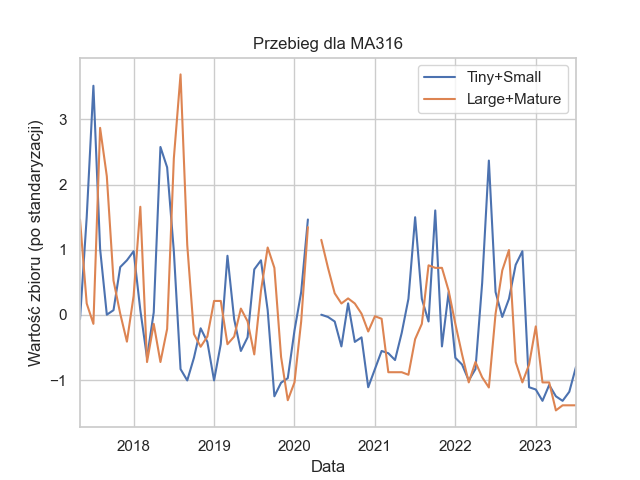 Przebieg dla MA316
Tiny+Small
Large+Mature
Wartość zbioru (po standaryzacji)
3
2
1
0
−1
2018 2019 2020 2021 2022 2023
Data